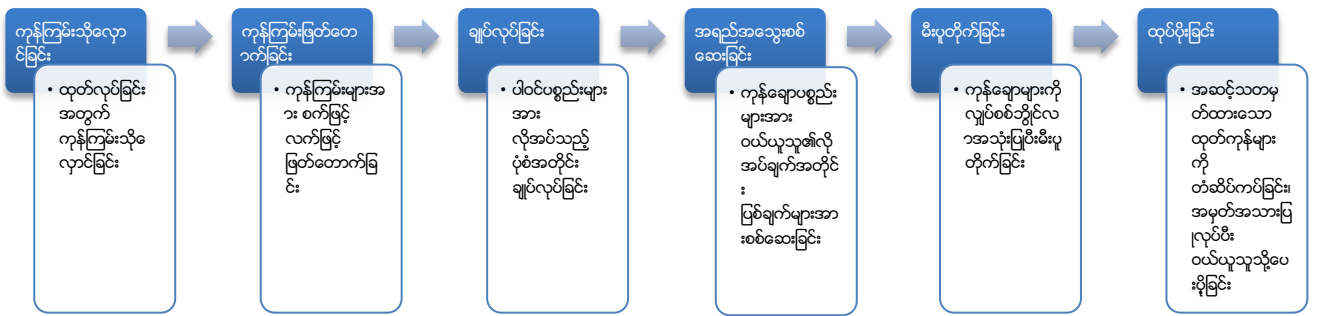 ကုန်ကြမ်းသိုလှော
င်ခြင်း
• ထုတ်လုပ်ခြင်း
အတွက်
ကုန်ကြမ်းသိုေ
လှောင်ခြင်း
ကုန်ကြမ်းဖြတ်တေ
ာက်ခြင်း
• ကုန်ကြမ်းများအ
ား စက်ဖြင့်
လက်ဖြင့်
ဖြတ်တောက်ခြ
င်း
ချုပ်လုပ်ခြင်း
• ပါဝင်ပစ္စည်းများ
အား
လိုအပ်သည့်
ပုံစံအတိုင်း
ချုပ်လုပ်ခြင်း
အရည်အသွေးစစ်
ဆေးခြင်း
• ကုန်ချောပစ္စည်း
များအား
ဝယ်ယူသူ၏လို
အပ်ချက်အတိုင်
း
ပြစ်ချက်များအာ
းစစ်ဆေးခြင်း
မီးပူတိုက်ခြင်း
• ကုန်ချောများကို
လျှပ်စစ်ဘွိုင်လ
ာအသုံးပြုပြီးမီးပူ
တိုက်ခြင်း
ထုပ်ပိုးခြင်း
• အဆင့်သတမှ
တ်ထားသော
ထုတ်ကုန်များ
ကို
တံဆိပ်ကပ်ခြင်း၊
အမှတ်အသားပြ
ုလုပ်ပီး
ဝယ်ယူသူသို့ပေ
းပို့ခြင်း